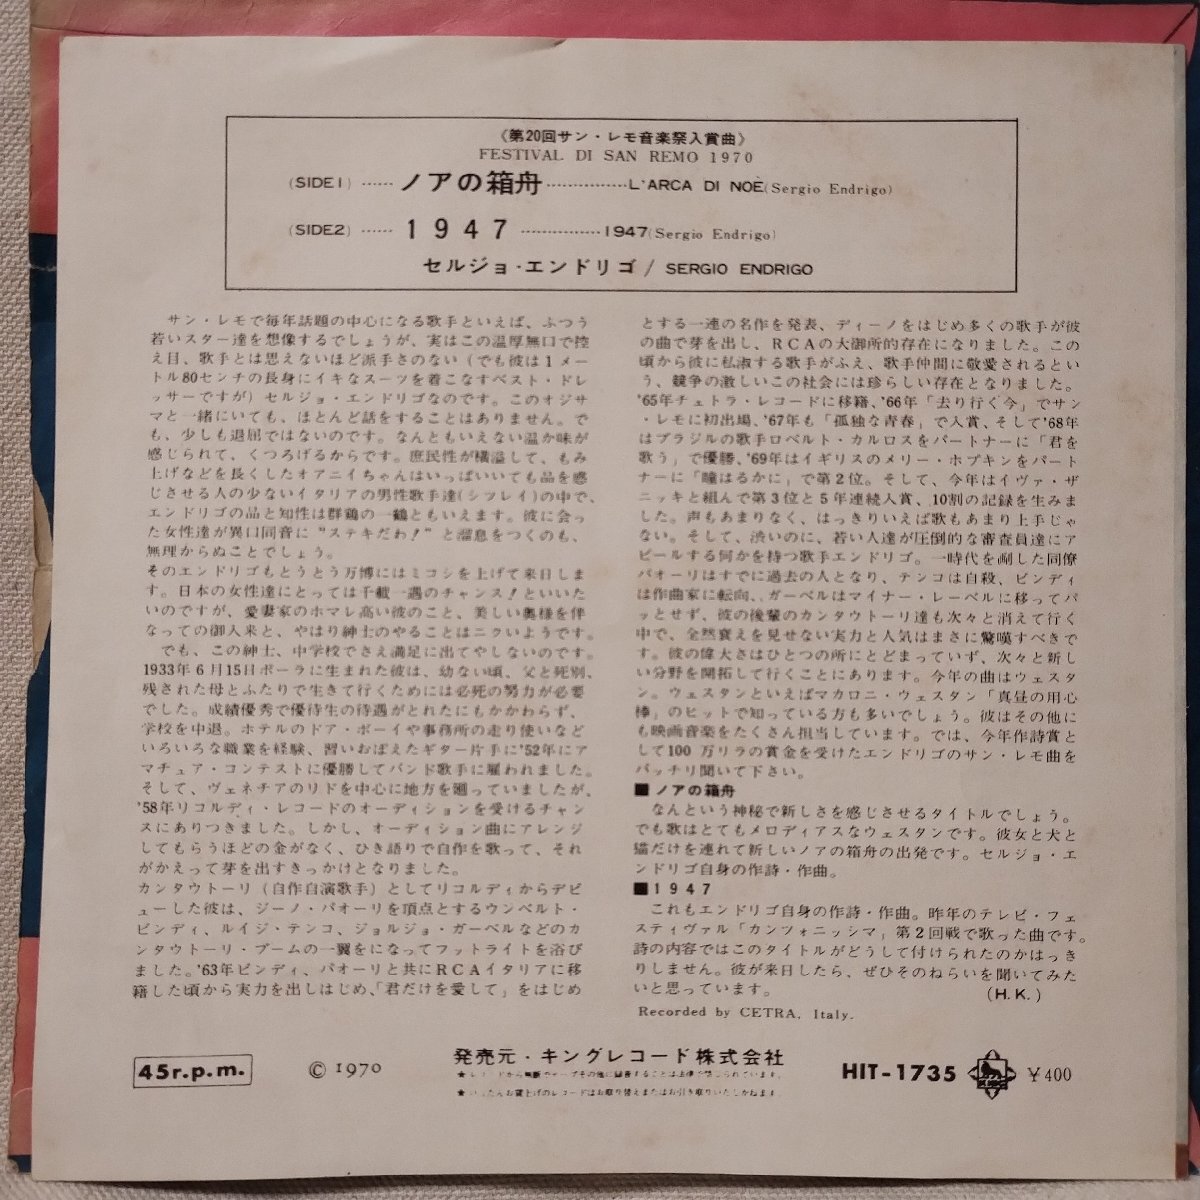 《第20回サン・レモ音楽祭入賞曲》
FESTIVAL DI SAN REMO 1970
(SIDE1)……ノアの箱舟……………L'ARCA DI NOÈ(Sergio Endrigo)
(SIDE2)……1947……………1947(Sergio Endrigo)
セルジョ・エンドリゴ / SERGIO ENDRIGO
サン・レモで毎年話題の中心になる歌手といえば、ふつう
若いスター達を想像するでしょうが、実はこの温厚無口で控
え目、歌手とは思えないほど派手さのない(でも彼は1メー
トル80センチの長身にイキなスーツを着こなすベスト・ドレ
ッサーですが)セルジョ・エンドリゴなのです。このオジサ
マと一緒にいても、ほとんど話をすることはありません。で
も、少しも退屈ではないのです。なんともいえない温か味が
感じられて、くつろげるからです。庶民性が横溢して、もみ
上げなどを長くしたオアニイちゃんはいっぱいいても品を感
じさせる人の少ないイタリアの男性歌手達(シツレイ)の中で、
エンドリゴの品と知性は群鶏の一鶴ともいえます。彼に会っ
た女性達が異口同音に"ステキだわ!"と溜息をつくのも、
無理からぬことでしょう。
そのエンドリゴもとうとう万博にはミコシを上げて来日しま
す。日本の女性達にとっては千載一遇のチャンス!といいた
いのですが、愛妻家のホマレ高い彼のこと、美しい奥様を伴
なっての御入来と、やはり紳士のやることはニクいようです。
でも、この紳士、中学校でさえ満足に出てやしないのです。
1933年6月15日ポーラに生まれた彼は、幼ない頃、父と死別、
残された母とふたりで生きて行くためには必死の努力が必要
でした。成績優秀で優待生の待遇がとれたにもかかわらず、
学校を中退。ホテルのドア・ボーイや事務所の走り使いなど
いろいろな職業を経験、習いおぼえたギター片手に'52年にア
マチュア・コンテストに優勝してバンド歌手に雇われました。
そして、ヴェネチアのリドを中心に地方を廻っていましたが、
'58年リコルディ・レコードのオーディションを受けるチャン
スにありつきました。しかし、オーディション曲にアレンジ
してもらうほどの金がなく、ひき語りで自作を歌って、それ
がかえって芽を出すきっかけとなりました。
カンタウトーリ(自作自演歌手)としてリコルディからデビ
ューした彼は、ジーノ・パオーリを頂点とするウンベルト・
ビンディ、ルイジ・テンコ、ジョルジョ・ガーベルなどのカ
ンタウトーリ・ブームの一翼をになってフットライトを浴び
ました。'63年ビンディ、パオーリと共にRCAイタリアに移
籍した頃から実力を出しはじめ、「君だけを愛して」をはじめ
とする一連の名作を発表、ディーノをはじめ多くの歌手が彼
の曲で芽を出し、RCAの大御所的存在になりました。この
頃から彼に私淑する歌手がふえ、歌手仲間に敬愛されるとい
う、競争の激しいこの社会には珍らしい存在となりました。
'65年チェトラ・レコードに移籍、'66年「去り行く今」でサン・
レモに初出場、'67年も「孤独な青春」で入賞、そして'68年
はブラジルの歌手ロベルト・カルロスをパートナーに「君を
歌う」で優勝、'69年はイギリスのメリー・ホプキンをパート
ナーに「瞳はるかに」で第2位。そして、今年はイヴァ・ザ
ニッキと組んで第3位と5年連続入賞、10割の記録を生みま
した。声もあまりなく、はっきりいえば歌もあまり上手じゃ
ない。そして、渋いのに、若い人達が圧倒的な審査員達にア
ピールする何かを持つ歌手エンドリゴ。一時代を劃した同僚
パオーリはすでに過去の人となり、テンコは自殺、ビンディ
は作曲家に転向、ガーベルはマイナー・レーベルに移ってパ
ッとせず、彼の後輩のカンタウトーリ達も次々と消えて行く
中で、全然衰えを見せない実力と人気はまさに驚嘆すべきで
す。彼の偉大さはひとつの所にとどまっていず、次々と新し
い分野を開拓して行くことにあります。今年の曲はウェスタ
ン。ウェスタンといえばマカロニ・ウェスタン「真昼の用心
棒」のヒットで知っている方も多いでしょう。彼はその他に
も映画音楽をたくさん担当しています。では、今年作詩賞と
して100万リラの賞金を受けたエンドリゴのサン・レモ曲を
バッチリ聞いて下さい。
■ノアの箱舟
なんという神秘で新しさを感じさせるタイトルでしょう。
でも歌はとてもメロディアスなウェスタンです。彼女と犬と
猫だけを連れて新しいノアの箱舟の出発です。セルジョ・エ
ンドリゴ自身の作詩・作曲。
■1947
これもエンドリゴ自身の作詩・作曲。昨年のテレビ・フェ
スティヴァル「カンツォニッシマ」第2回戦で歌った曲です。
詩の内容ではこのタイトルがどうして付けられたのかはっき
りしません。彼が来日したら、ぜひそのねらいを聞いてみた
いと思っています。 (H.K.)
Recorded by CETRA, Italy.
45r.p.m.
© 1970
発売元・キングレコード株式会社
★レコードから無断でテープその他に録音することは法律で禁じられています。
★いったんお買上げのレコードはお取り替えまたはお引き取りいたしかねます。
HIT-1735
¥400